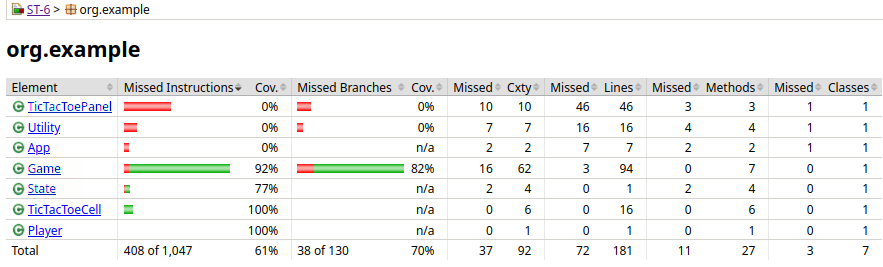 ST-6 > org.example
org.example
Element Missed Instructions Cov. Missed Branches Cov. Missed Cxty Missed Lines Missed Methods Missed Classes
TicTacToePanel 0% 0% 10 10 46 46 3 3 1 1
Utility 0% 0% 7 7 16 16 4 4 1 1
App 0% n/a 2 2 7 7 2 2 1 1
Game 92% 82% 16 62 3 94 0 7 0 1
State 77% n/a 2 4 0 1 2 4 0 1
TicTacToeCell 100% n/a 0 6 0 16 0 6 0 1
Player 100% n/a 0 1 0 1 0 1 0 1
Total 408 of 1,047 61% 38 of 130 70% 37 92 72 181 11 27 3 7